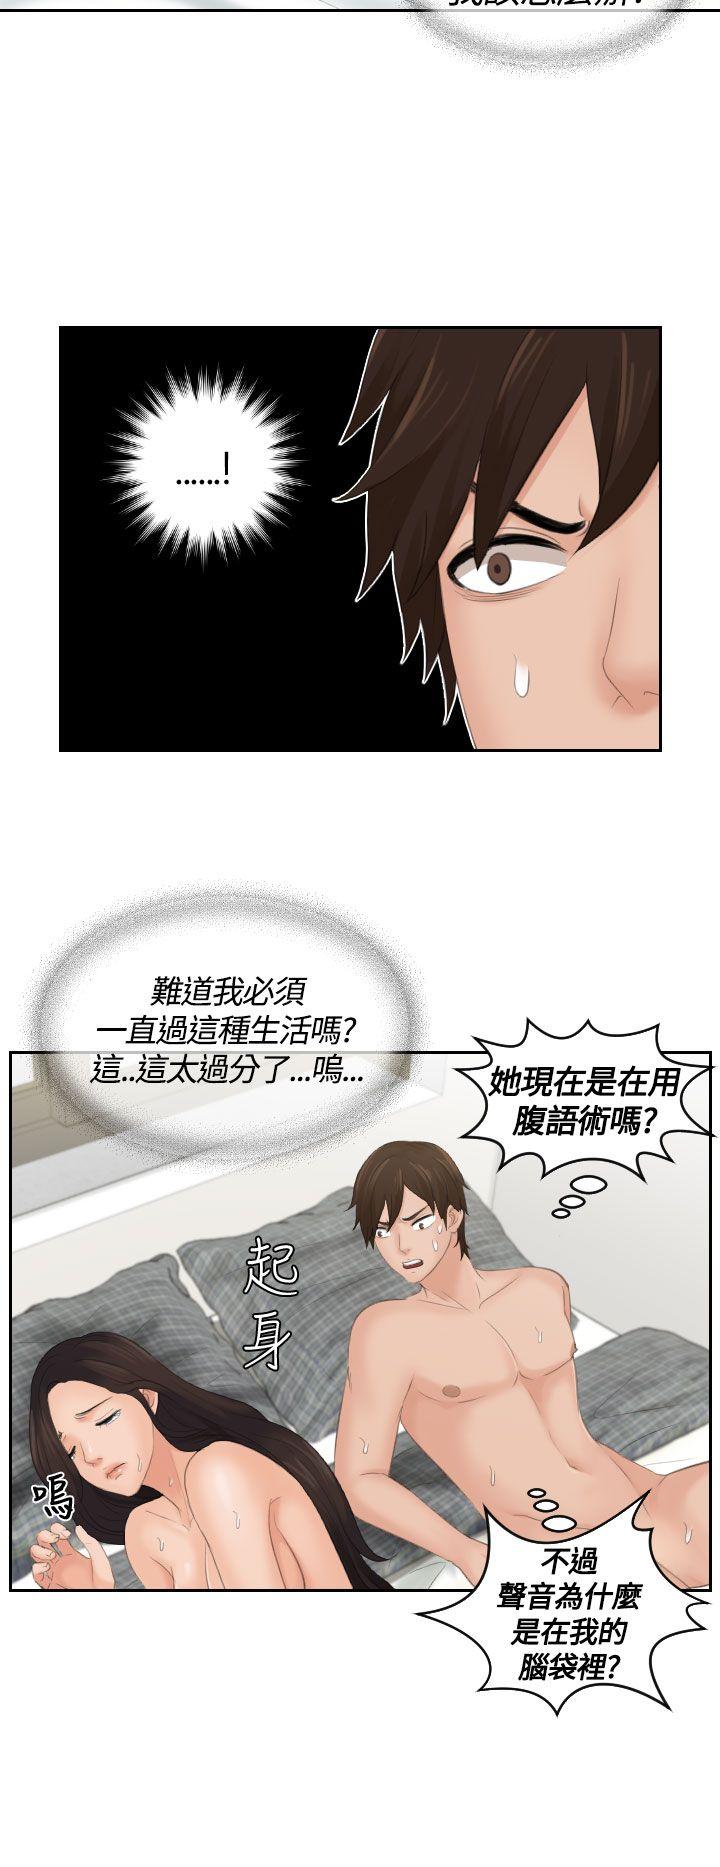 ......!
難道我必須
一直過這種生活嗎?
這..這太過分了...嗚...
她現在是在用
腹語術嗎?
起
身
嗚
不過
聲音為什麼
是在我的
腦袋裡?